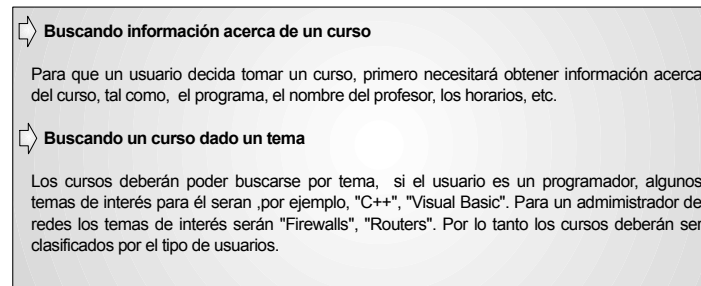 Buscando información acerca de un curso
Para que un usuario decida tomar un curso, primero necesitará obtener información acerca
del curso, tal como, el programa, el nombre del profesor, los horarios, etc.
Buscando un curso dado un tema
Los cursos deberán poder buscarse por tema, si el usuario es un programador, algunos
temas de interés para él seran ,por ejemplo, "C++", "Visual Basic". Para un admimistrador de
redes los temas de interés serán "Firewalls", "Routers". Por lo tanto los cursos deberán ser
clasificados por el tipo de usuarios.